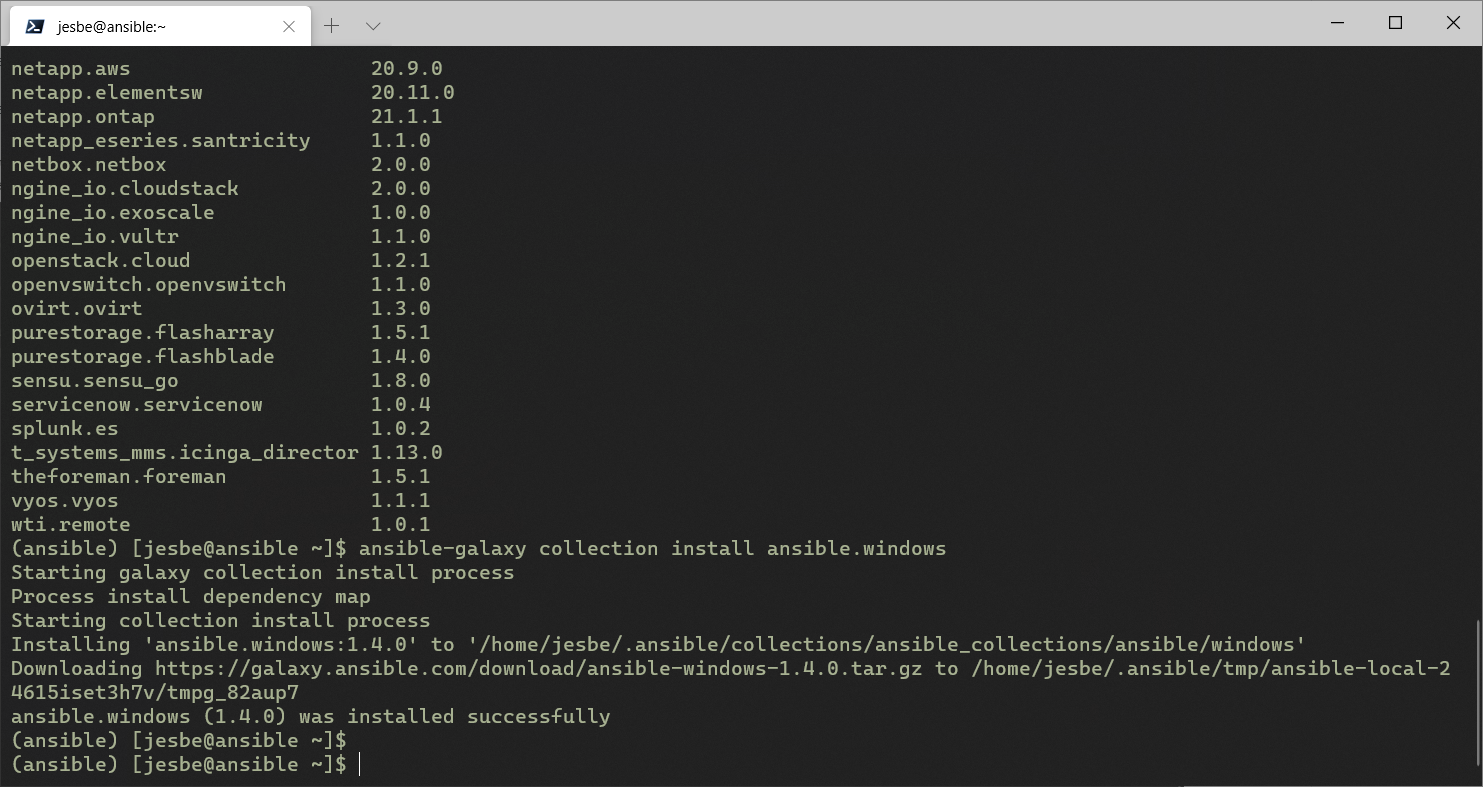 jesbe@ansible:~
netapp.aws 20.9.0
netapp.elementsw 20.11.0
netapp.ontap 21.1.1
netapp_eseries.santricity 1.1.0
netbox.netbox 2.0.0
ngine_io.cloudstack 2.0.0
ngine_io.exoscale 1.0.0
ngine_io.vultr 1.1.0
openstack.cloud 1.2.1
openvswitch.openvswitch 1.1.0
ovirt.ovirt 1.3.0
purestorage.flasharray 1.5.1
purestorage.flashblade 1.4.0
sensu.sensu_go 1.8.0
servicenow.servicenow 1.0.4
splunk.es 1.0.2
t_systems_mms.icinga_director 1.13.0
theforeman.foreman 1.5.1
vyos.vyos 1.1.1
wti.remote 1.0.1
(ansible) [jesbe@ansible ~]$ ansible-galaxy collection install ansible.windows
Starting galaxy collection install process
Process install dependency map
Starting collection install process
Installing 'ansible.windows:1.4.0' to '/home/jesbe/.ansible/collections/ansible_collections/ansible/windows'
Downloading https://galaxy.ansible.com/download/ansible-windows-1.4.0.tar.gz to /home/jesbe/.ansible/tmp/ansible-local-2
4615iset3h7v/tmpg_82aup7
ansible.windows (1.4.0) was installed successfully
(ansible) [jesbe@ansible ~]$
(ansible) [jesbe@ansible ~]$